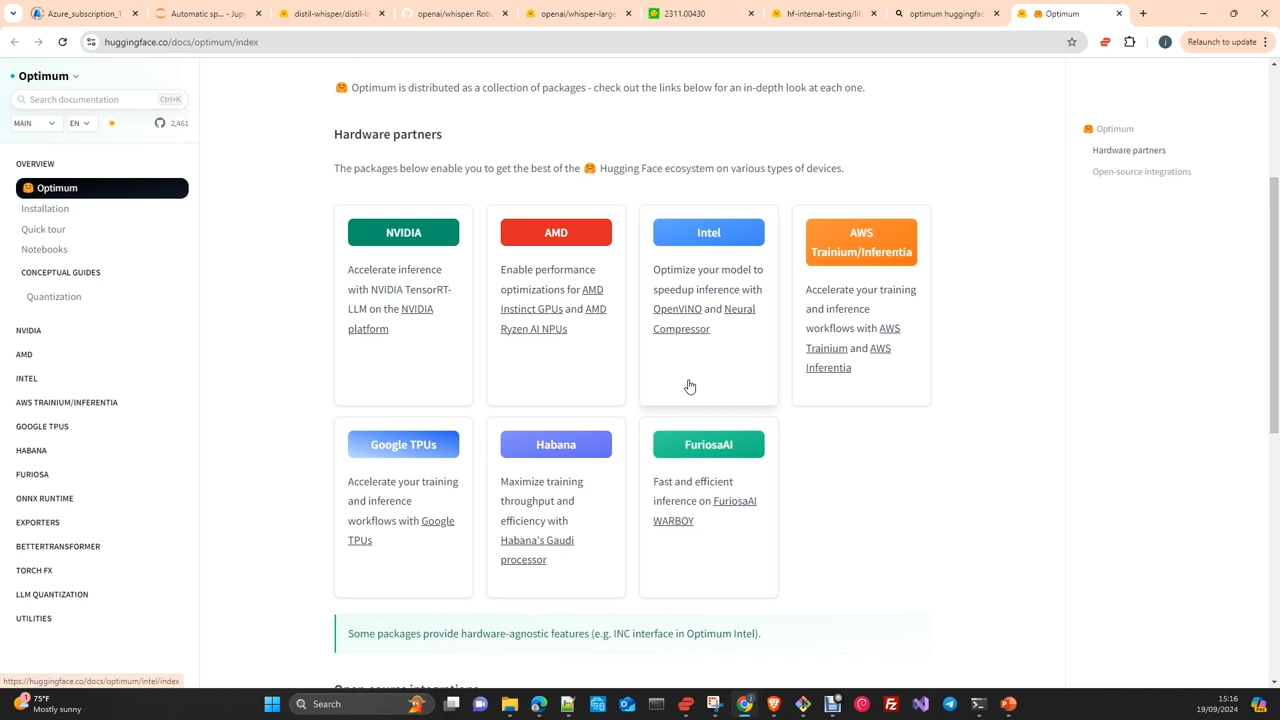 Azure_subscription_1
Automatic sp... - Jupy
distil-whisper/distil-l
openai/whisper: Rob
openai/whisper-large
2311.00430
hf-internal-testing/lib
optimum huggingfac
Optimum
huggingface.co/docs/optimum/index
Relaunch to update
Optimum
Search documentation
Ctrl+K
MAIN
EN
2,461
OVERVIEW
Optimum
Installation
Quick tour
Notebooks
CONCEPTUAL GUIDES
Quantization
NVIDIA
AMD
INTEL
AWS TRAINIUM/INFERENTIA
GOOGLE TPUS
HABANA
FURIOSA
ONNX RUNTIME
EXPORTERS
BETTERTRANSFORMER
TORCH FX
LLM QUANTIZATION
UTILITIES
Optimum is distributed as a collection of packages - check out the links below for an in-depth look at each one.
Hardware partners
The packages below enable you to get the best of the 🤗 Hugging Face ecosystem on various types of devices.
NVIDIA
Accelerate inference
with NVIDIA TensorRT-
LLM on the NVIDIA
platform
AMD
Enable performance
optimizations for AMD
Instinct GPUs and AMD
Ryzen AI NPUs
Intel
Optimize your model to
speedup inference with
OpenVINO and Neural
Compressor
AWS
Trainium/Inferentia
Accelerate your training
and inference
workflows with AWS
Trainium and AWS
Inferentia
Google TPUs
Accelerate your training
and inference
workflows with Google
TPUs
Habana
Maximize training
throughput and
efficiency with
Habana's Gaudi
processor
FuriosaAI
Fast and efficient
inference on FuriosaAI
WARBOY
Some packages provide hardware-agnostic features (e.g. INC interface in Optimum Intel).
Open-source integrations
Optimum
Hardware partners
Open-source integrations
https://huggingface.co/docs/optimum/intel/index
75°F
Mostly sunny
Search
15:16
19/09/2024